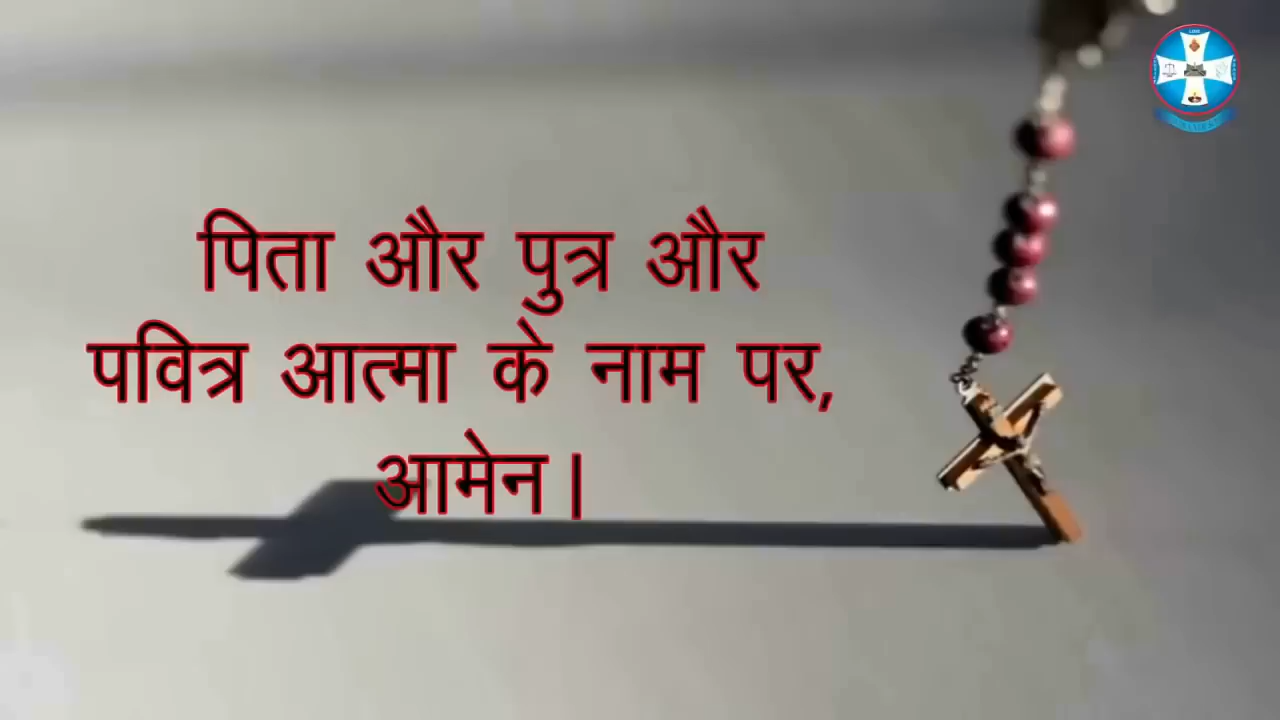 पिता और पुत्र और
पवित्र आत्मा के नाम पर,
आमेन।